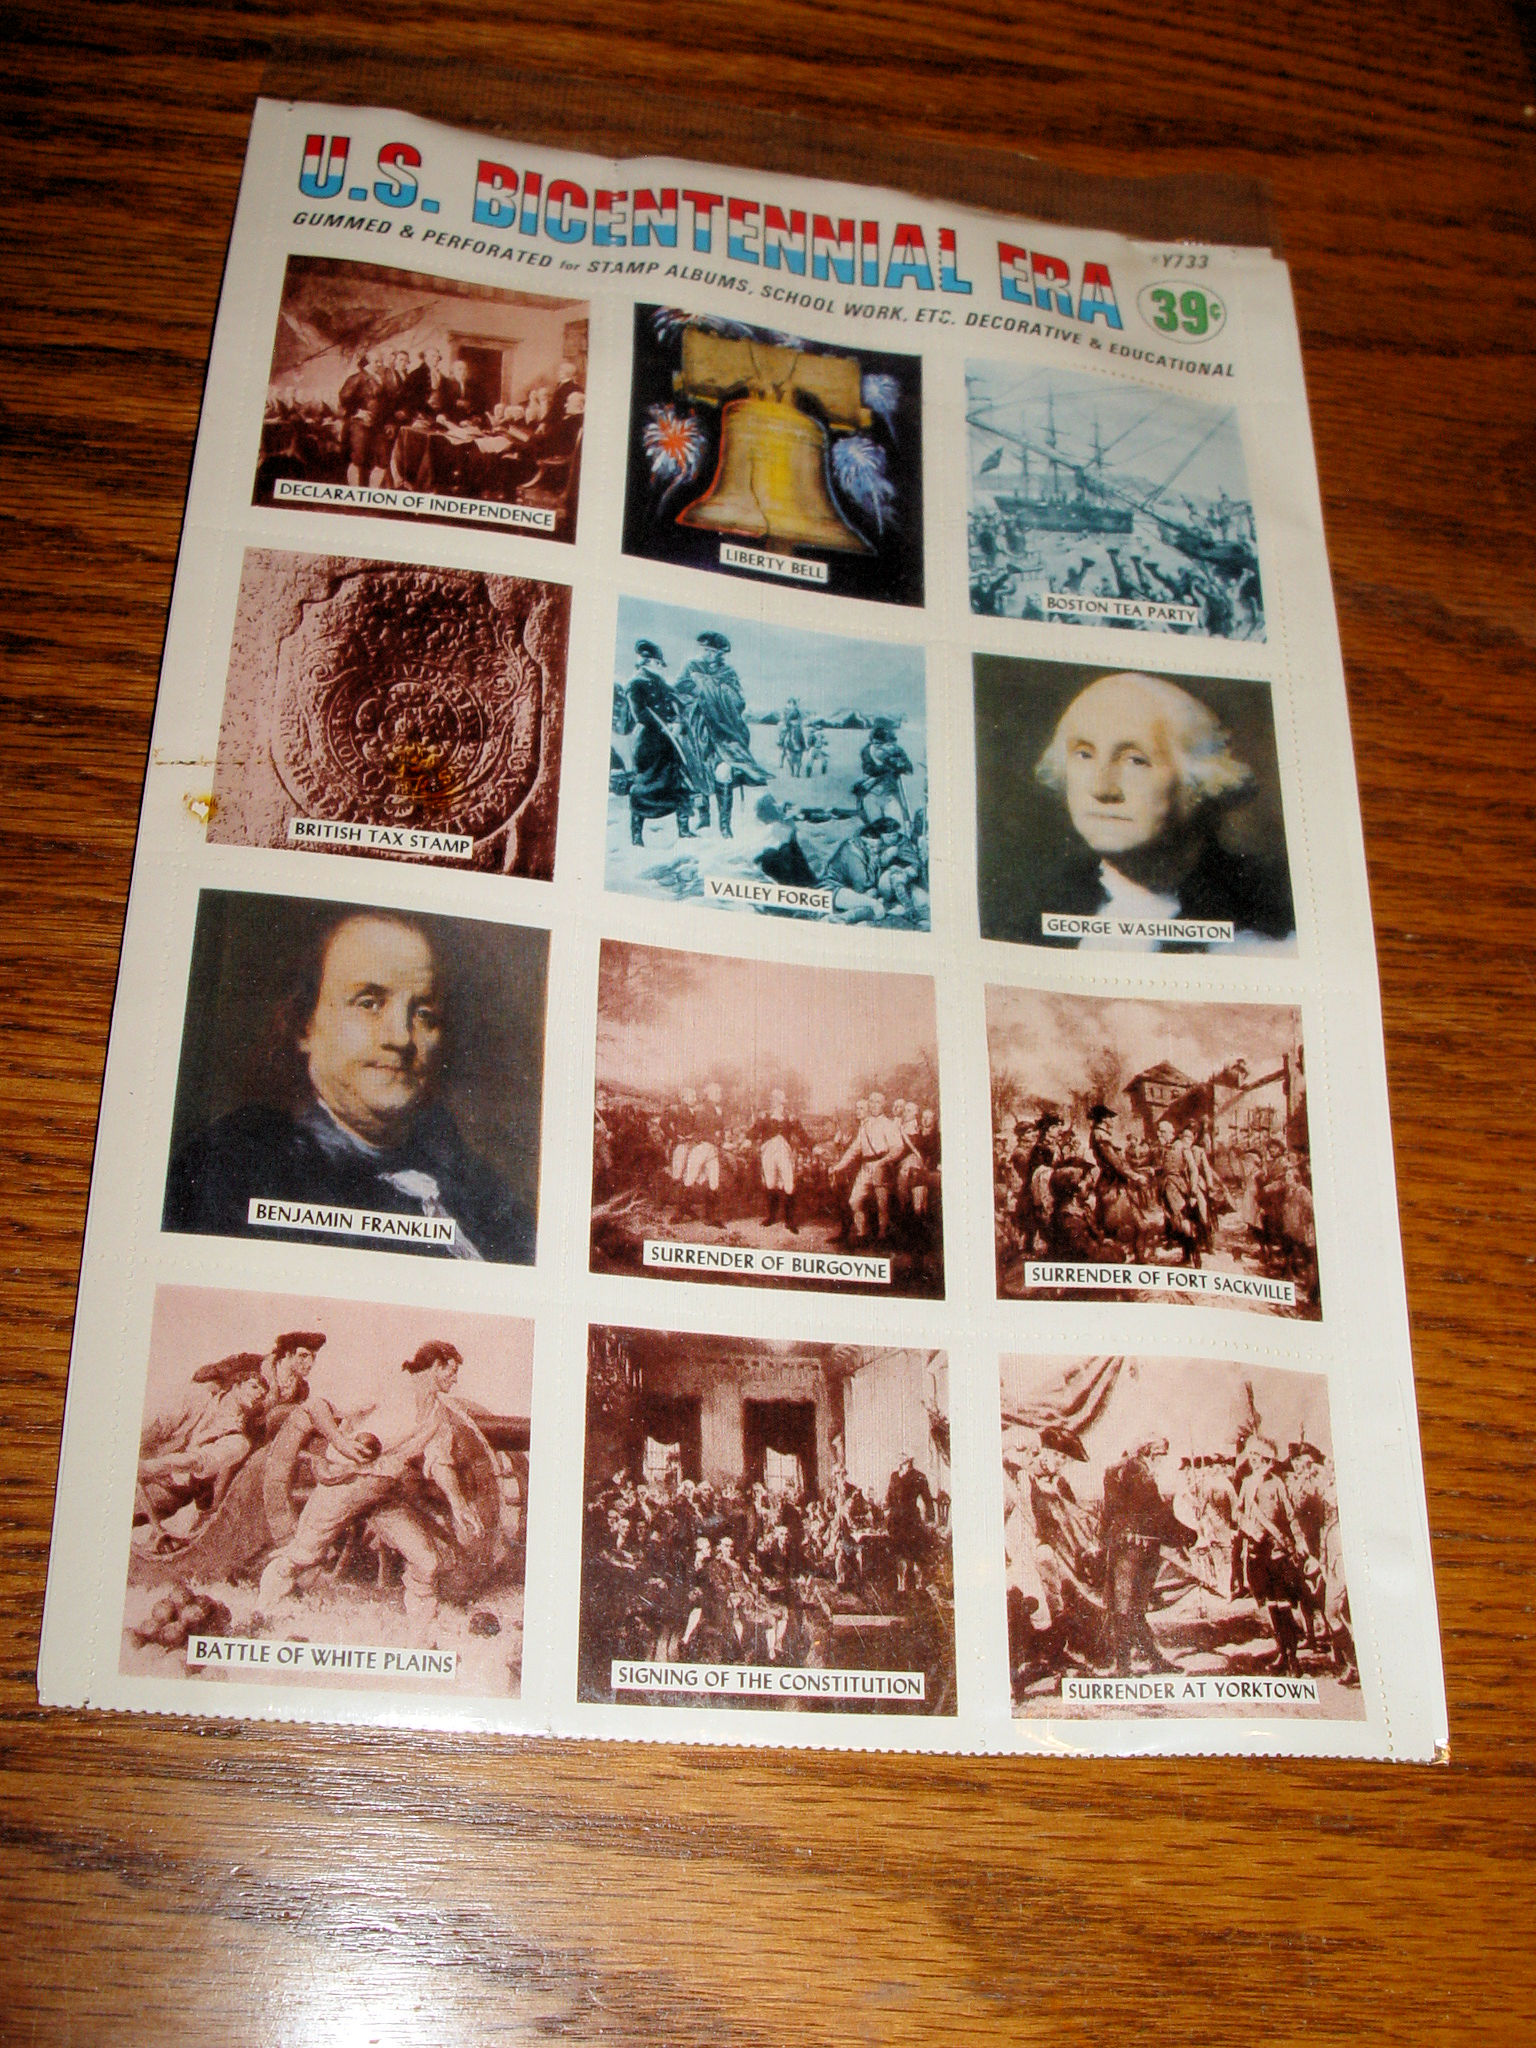 U.S. BICENTENNIAL ERA
Y733
39¢
GUMMED & PERFORATED for STAMP ALBUMS, SCHOOL WORK, ETC. DECORATIVE & EDUCATIONAL
DECLARATION OF INDEPENDENCE
LIBERTY BELL
BOSTON TEA PARTY
BRITISH TAX STAMP
VALLEY FORGE
GEORGE WASHINGTON
BENJAMIN FRANKLIN
SURRENDER OF BURGOYNE
SURRENDER OF FORT SACKVILLE
BATTLE OF WHITE PLAINS
SIGNING OF THE CONSTITUTION
SURRENDER AT YORKTOWN